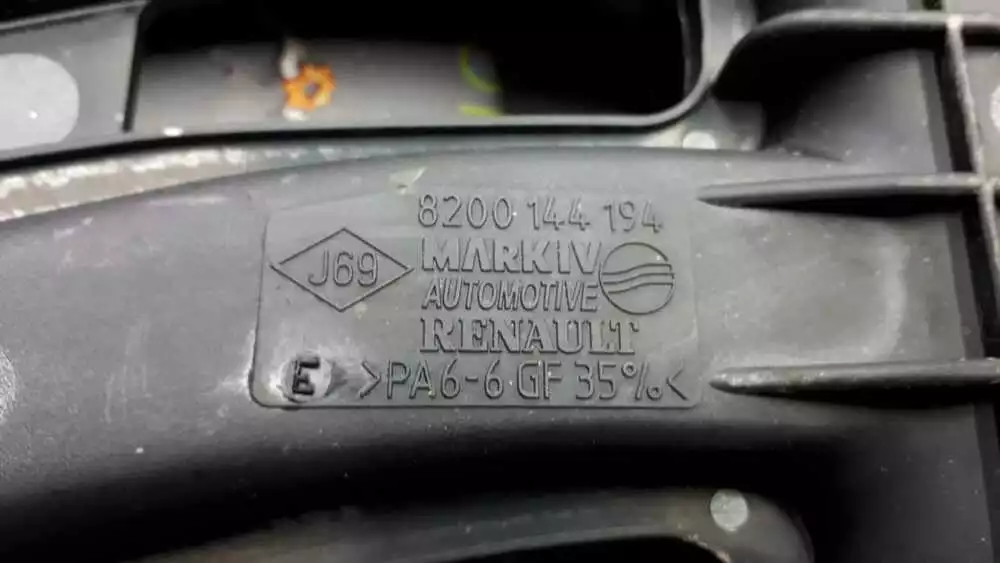 8200 144 194
J69
MARK IV
AUTOMOTIVE
RENAULT
E
>PA6-6 GF 35%<